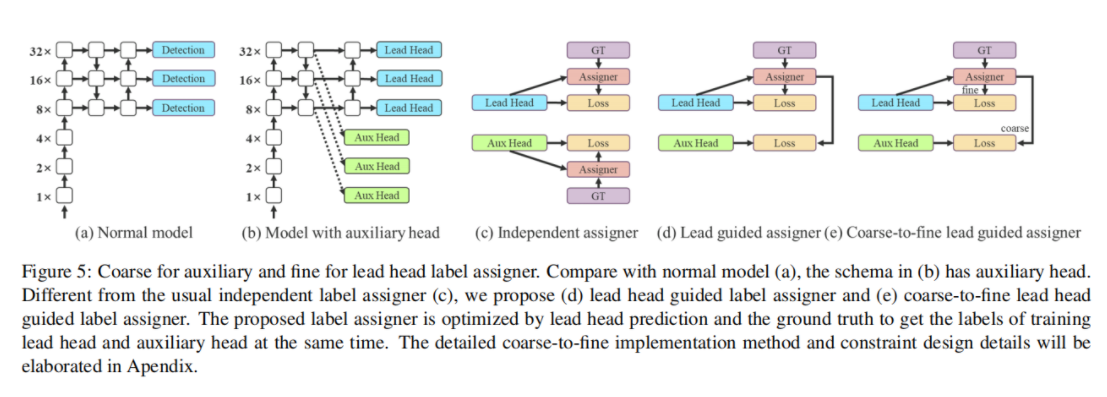 32× Detection
16× Detection
8× Detection
4×
2×
1×
(a) Normal model
32× Lead Head
16× Lead Head
8× Lead Head
4× Aux Head
2× Aux Head
1× Aux Head
(b) Model with auxiliary head
GT
Assigner
Lead Head Loss
Aux Head Loss
Assigner
GT
(c) Independent assigner
GT
Assigner
Lead Head Loss
Aux Head Loss
(d) Lead guided assigner
GT
Assigner
fine
Lead Head Loss
coarse
Aux Head Loss
(e) Coarse-to-fine lead guided assigner
Figure 5: Coarse for auxiliary and fine for lead head label assigner. Compare with normal model (a), the schema in (b) has auxiliary head.
Different from the usual independent label assigner (c), we propose (d) lead head guided label assigner and (e) coarse-to-fine lead head
guided label assigner. The proposed label assigner is optimized by lead head prediction and the ground truth to get the labels of training
lead head and auxiliary head at the same time. The detailed coarse-to-fine implementation method and constraint design details will be
elaborated in Apendix.